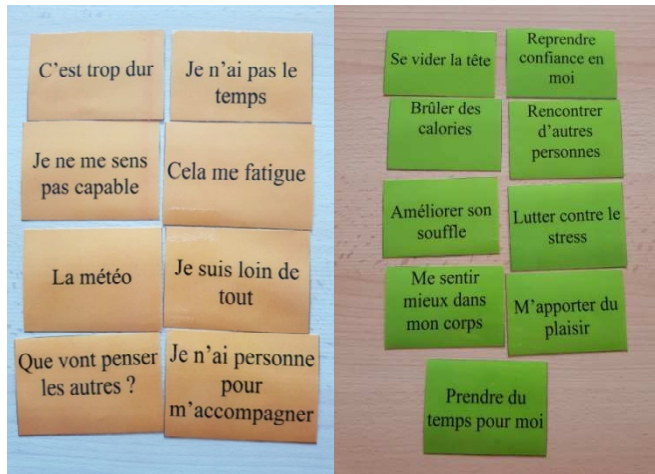 C'est trop dur
Je n'ai pas le
temps
Je ne me sens
pas capable
Cela me fatigue
La météo
Je suis loin de
tout
Que vont penser
les autres ?
Je n'ai personne
pour
m'accompagner
Se vider la tête
Reprendre
confiance en
moi
Brûler des
calories
Rencontrer
d'autres
personnes
Améliorer son
souffle
Lutter contre le
stress
Me sentir
mieux dans
mon corps
M'apporter du
plaisir
Prendre du
temps pour moi